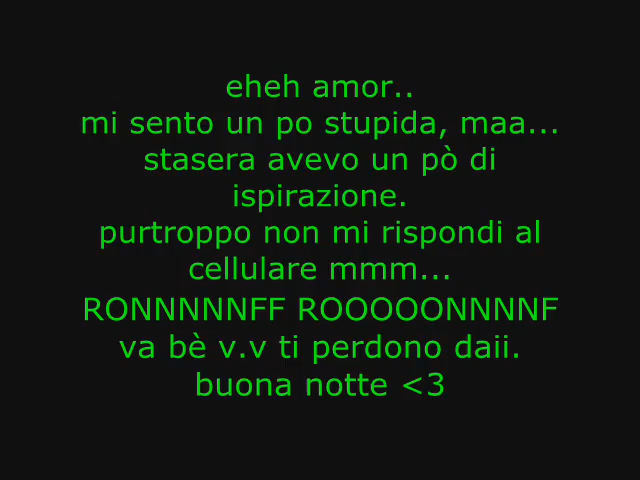 eheh amor..
mi sento un po stupida, maa...
stasera avevo un pò di
ispirazione.
purtroppo non mi rispondi al
cellulare mmm...
RONNNNNFF ROOOOONNNNF
va bè v.v ti perdono daii.
buona notte <3